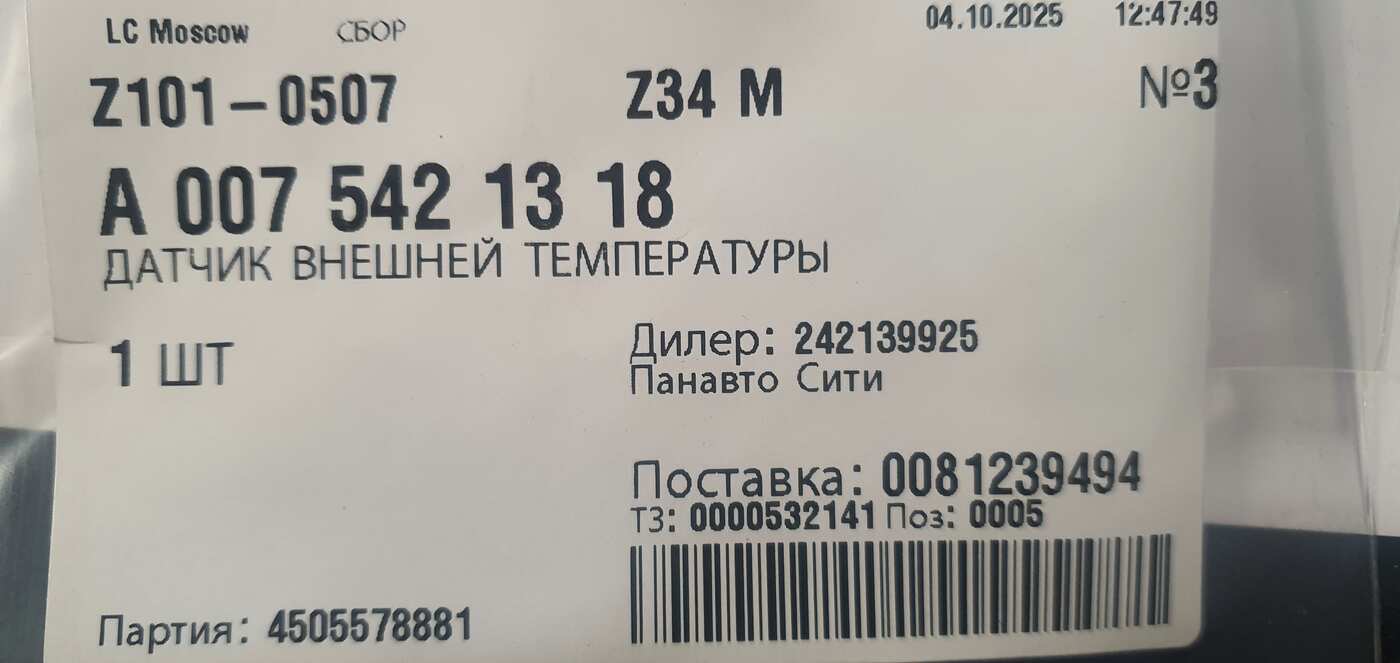 LC Moscow СБОР 04.10.2025 12:47:49
Z101-0507 Z34 M №3
A 007 542 13 18
ДАТЧИК ВНЕШНЕЙ ТЕМПЕРАТУРЫ
1 ШТ
Дилер: 242139925
Панавто Сити
Поставка: 0081239494
ТЗ: 0000532141 Поз: 0005
Партия: 4505578881